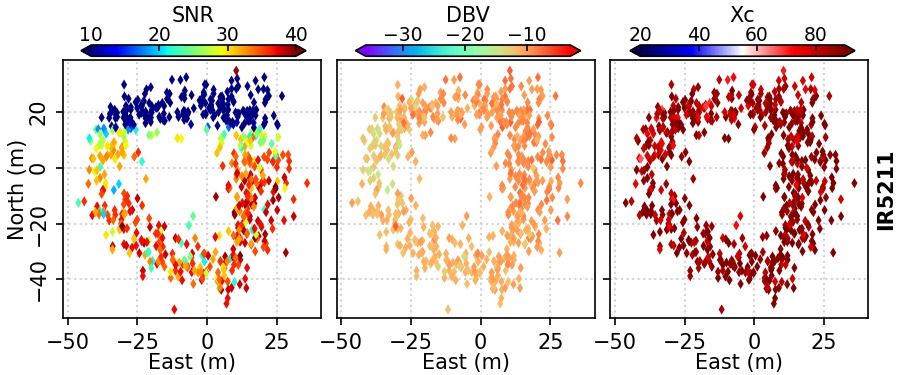 SNR DBV Xc
10 20 30 40 −30 −20 −10 20 40 60 80
20
0
−20
−40
North (m)
IR5211
−50 −25 0 25 −50 −25 0 25 −50 −25 0 25
East (m) East (m) East (m)